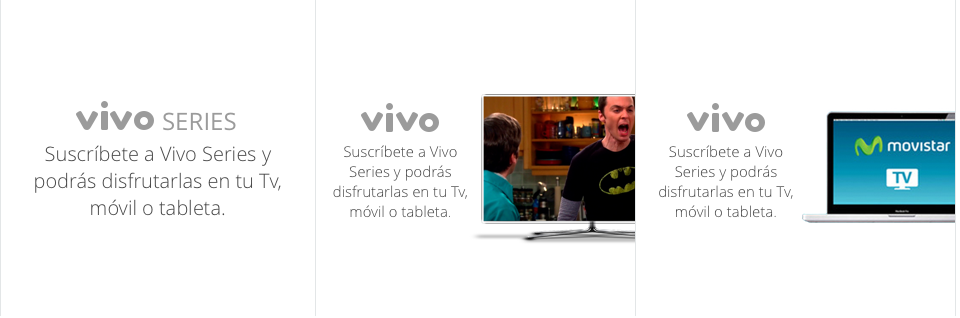 vivo SERIES
Suscríbete a Vivo Series y
podrás disfrutarlas en tu Tv,
móvil o tableta.
vivo
Suscríbete a Vivo
Series y podrás
disfrutarlas en tu Tv,
móvil o tableta.
vivo
Suscríbete a Vivo
Series y podrás
disfrutarlas en tu Tv,
móvil o tableta.
movistar
TV